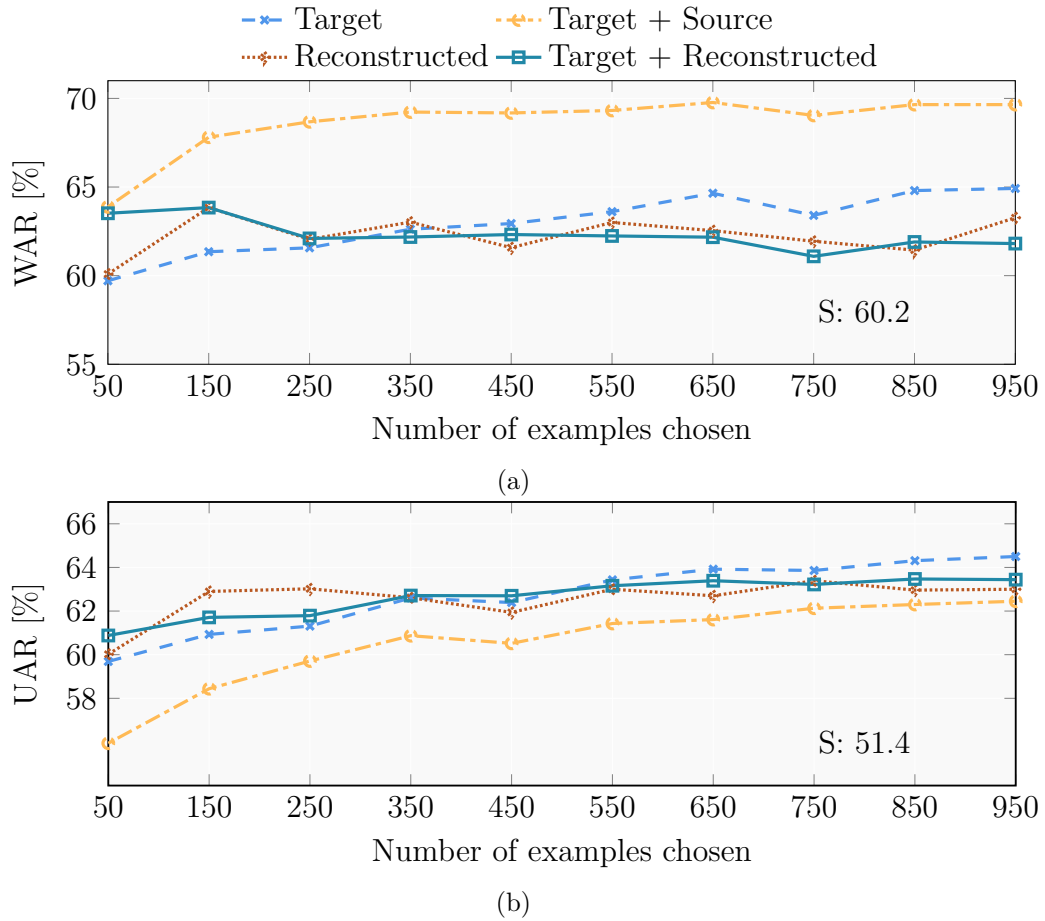 Target
Target + Source
Reconstructed
Target + Reconstructed
70
65
60
55
WAR [%]
S: 60.2
50 150 250 350 450 550 650 750 850 950
Number of examples chosen
(a)
66
64
62
60
58
UAR [%]
S: 51.4
50 150 250 350 450 550 650 750 850 950
Number of examples chosen
(b)